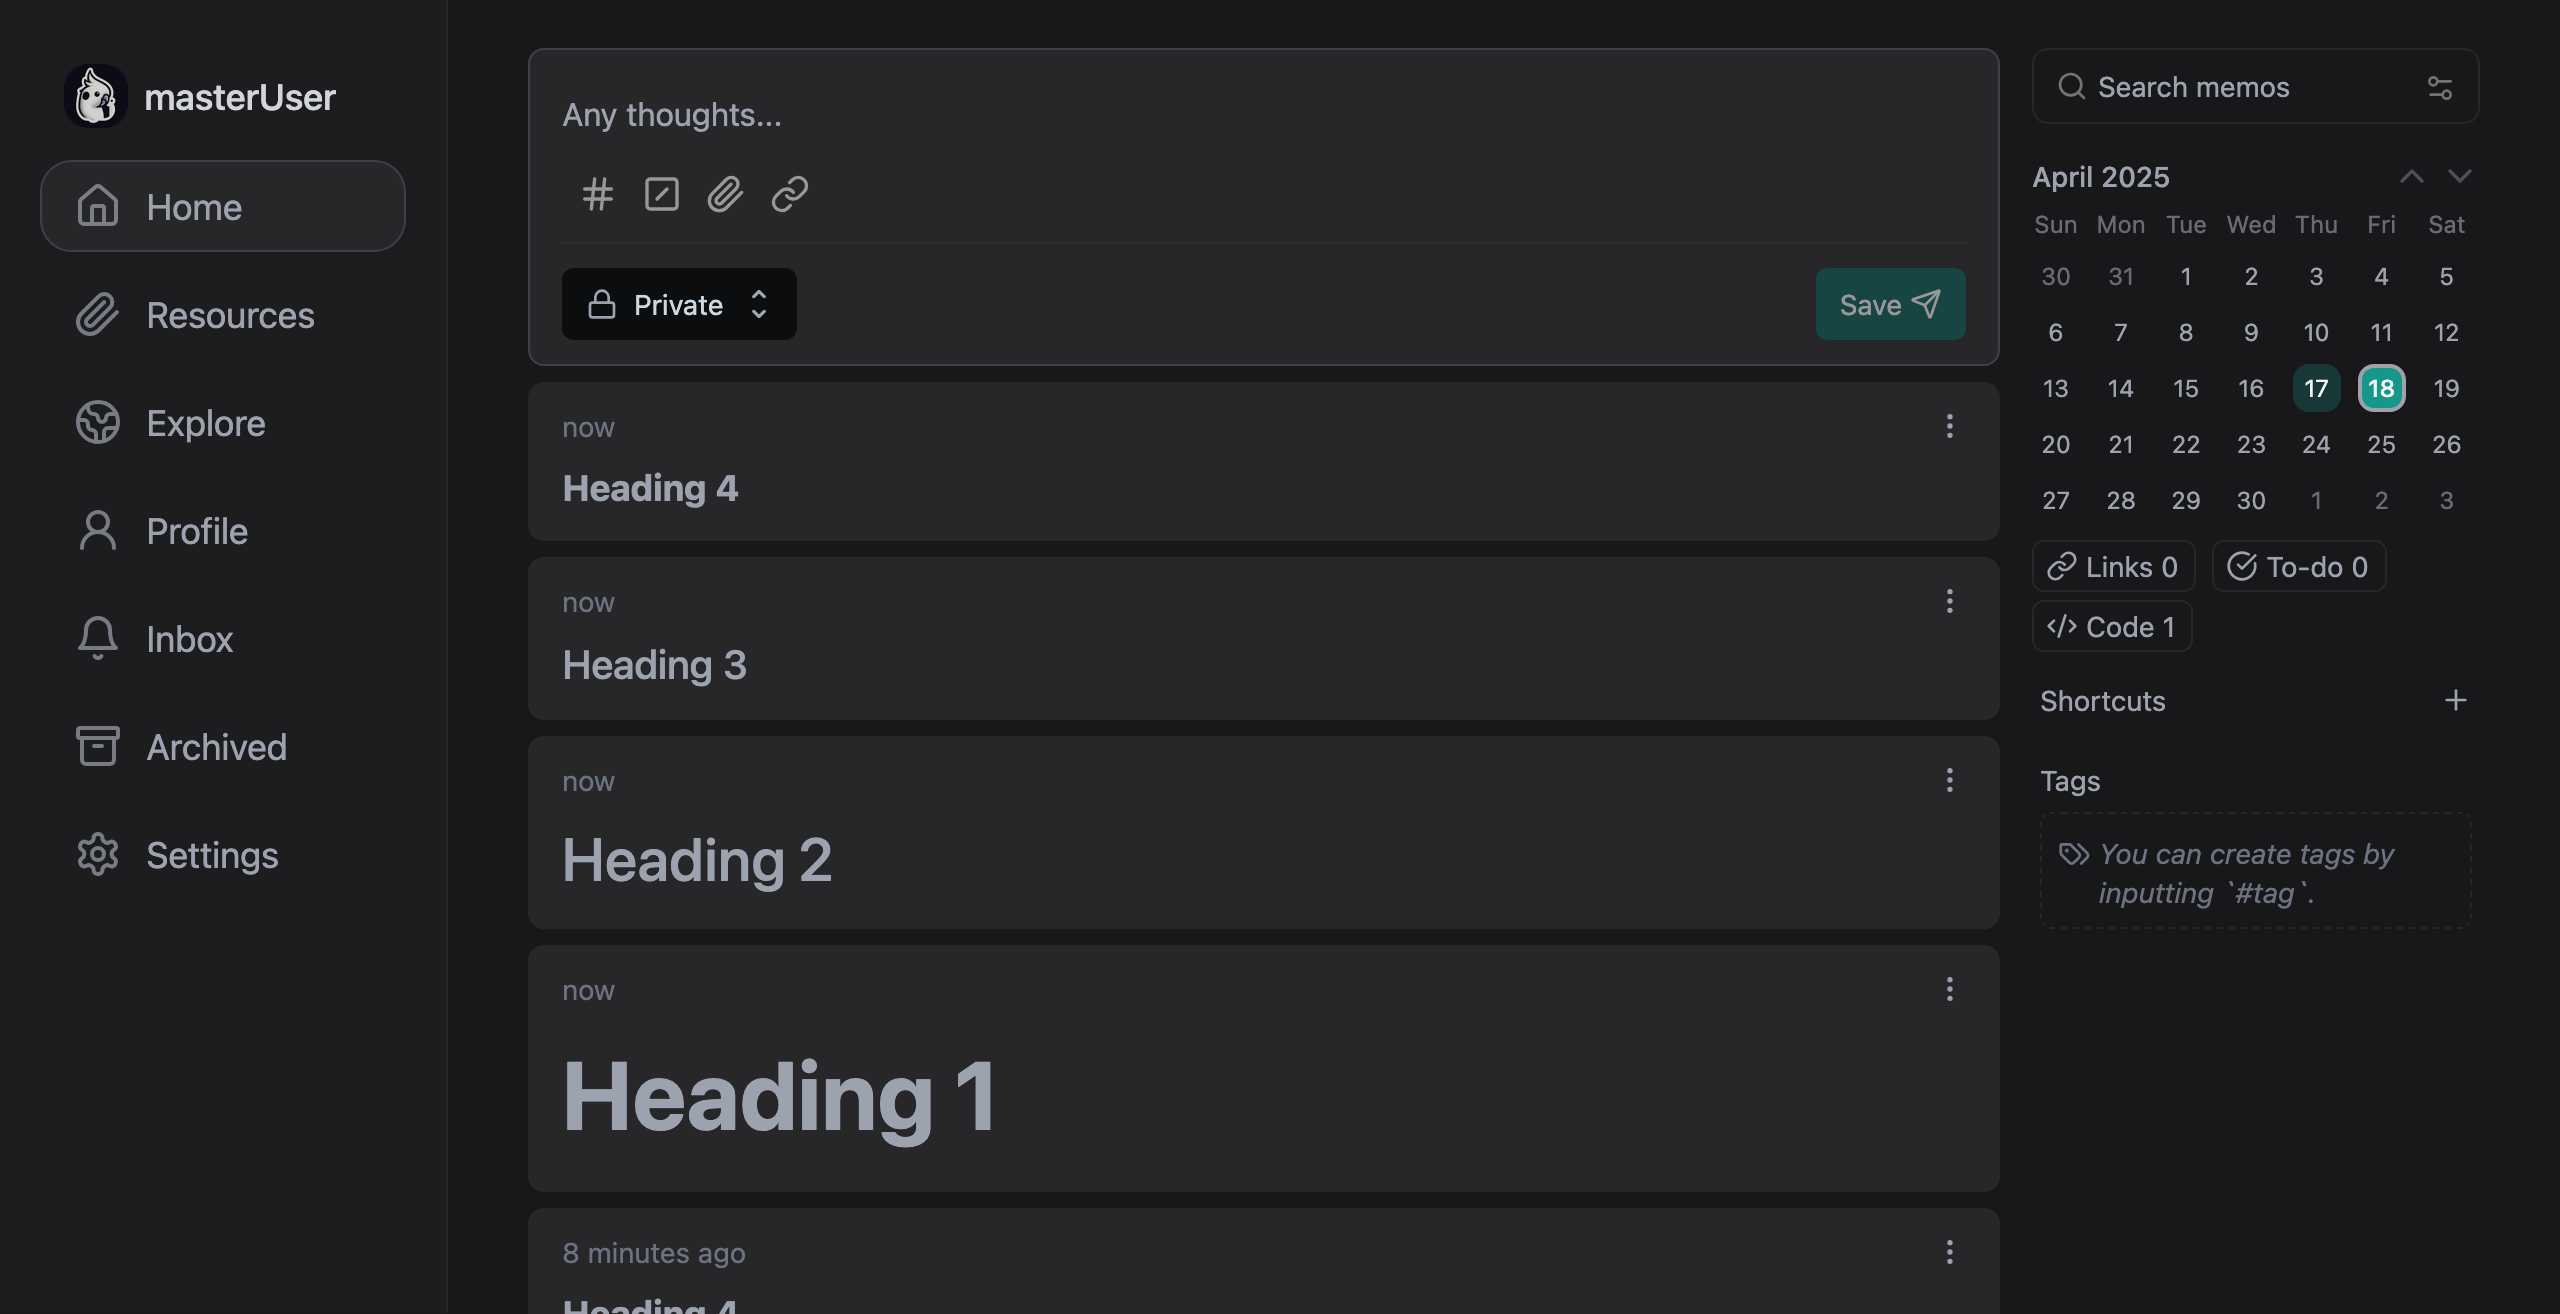 masterUser
Home
Resources
Explore
Profile
Inbox
Archived
Settings
Any thoughts...
Private
Save
now
Heading 4
now
Heading 3
now
Heading 2
now
Heading 1
8 minutes ago
Heading 4
Search memos
April 2025
Sun Mon Tue Wed Thu Fri Sat
30 31 1 2 3 4 5
6 7 8 9 10 11 12
13 14 15 16 17 18 19
20 21 22 23 24 25 26
27 28 29 30 1 2 3
Links 0 To-do 0
Code 1
Shortcuts
Tags
You can create tags by
inputting `#tag`.